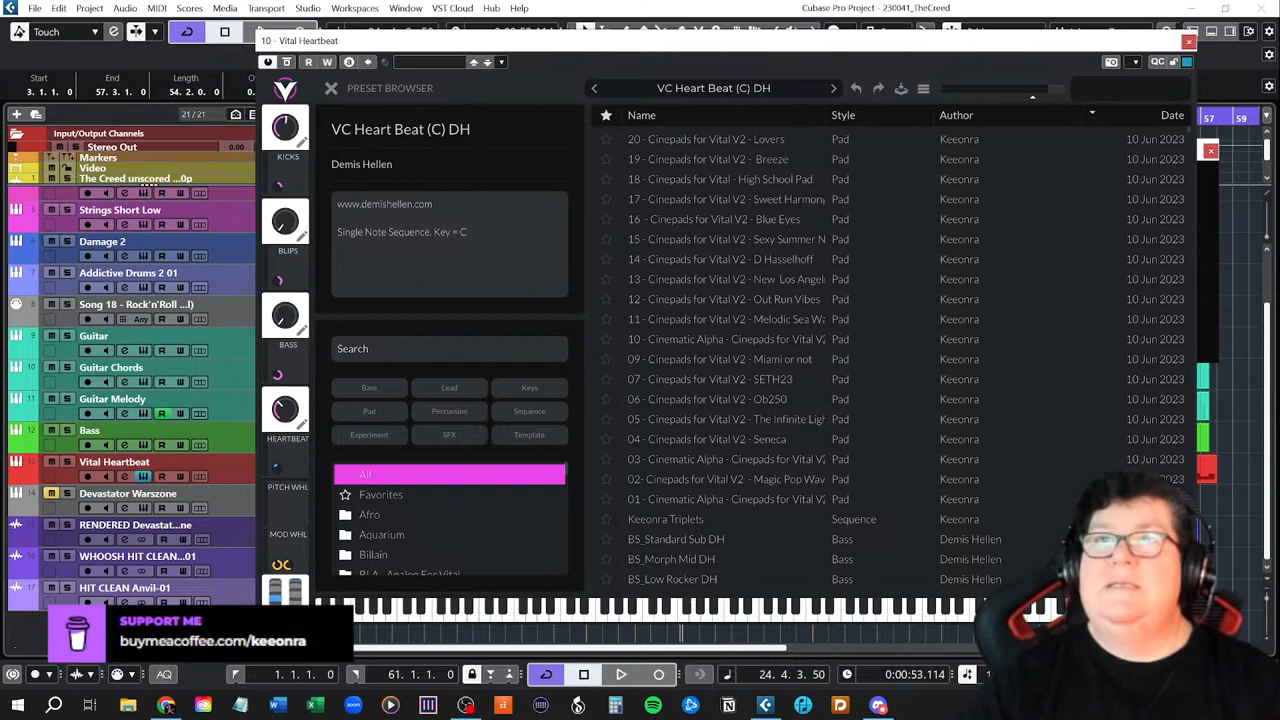 File Edit Project Audio MIDI Scores Media Transport Studio Workspaces Window VST Cloud Hub Help
Cubase Pro Project - 230041_TheCreed
Touch
10 - Vital Heartbeat
R W
QC
Start End Length
3. 1. 1. 0 57. 1. 1. 0 54. 2. 0. 0
21 / 21
Input/Output Channels
Stereo Out 0.00
Markers
Video
The Creed unscored ...0p
Strings Short Low
Damage 2
Addictive Drums 2 01
Song 18 - Rock'n'Roll ...l)
Any
Guitar
Guitar Chords
Guitar Melody
Bass
Vital Heartbeat
Devastator Warszone
RENDERED Devastat...ne
WHOOSH HIT CLEAN...01
HIT CLEAN Anvil-01
KICKS
BLIPS
BASS
HEARTBEAT
PITCH WHL
MOD WHL
PRESET BROWSER
VC Heart Beat (C) DH
Demis Hellen
www.demishellen.com
Single Note Sequence. Key = C
Search
Bass Lead Keys
Pad Percussion Sequence
Experiment SFX Template
All
Favorites
Afro
Aquarium
Billain
BLA - Analog For Vital
VC Heart Beat (C) DH
Name Style Author Date
20 - Cinepads for Vital V2 - Lovers Pad Keeonra 10 Jun 2023
19 - Cinepads for Vital V2 - Breeze Pad Keeonra 10 Jun 2023
18 - Cinepads for Vital - High School Pad Pad Keeonra 10 Jun 2023
17 - Cinepads for Vital V2 - Sweet Harmony Pad Keeonra 10 Jun 2023
16 - Cinepads for Vital V2 - Blue Eyes Pad Keeonra 10 Jun 2023
15 - Cinepads for Vital V2 - Sexy Summer N Pad Keeonra 10 Jun 2023
14 - Cinepads for Vital V2 - D Hasselhoff Pad Keeonra 10 Jun 2023
13 - Cinepads for Vital V2 - New Los Angel Pad Keeonra 10 Jun 2023
12 - Cinepads for Vital V2 - Out Run Vibes Pad Keeonra 10 Jun 2023
11 - Cinepads for Vital V2 - Melodic Sea Wa Pad Keeonra 10 Jun 2023
10 - Cinematic Alpha - Cinepads for Vital V2 Pad Keeonra 10 Jun 2023
09 - Cinepads for Vital V2 - Miami or not Pad Keeonra 10 Jun 2023
07 - Cinepads for Vital V2 - SETH23 Pad Keeonra 10 Jun 2023
06 - Cinepads for Vital V2 - Ob250 Pad Keeonra 10 Jun 2023
05 - Cinepads for Vital V2 - The Infinite Ligh Pad Keeonra 10 Jun 2023
04 - Cinepads for Vital V2 - Seneca Pad Keeonra 10 Jun 2023
03 - Cinematic Alpha - Cinepads for Vital V2 Pad Keeonra 10 Jun 2023
02- Cinepads for Vital V2 - Magic Pop Wav Pad Keeonra
01 - Cinematic Alpha - Cinepads for Vital V2 Pad Keeonra
Keeonra Triplets Sequence Keeonra
BS_Standard Sub DH Bass Demis Hellen
BS_Morph Mid DH Bass Demis Hellen
BS_Low Rocker DH Bass Demis Hellen
57 59
SUPPORT ME
buymeacoffee.com/keeonra
AQ
1. 1. 1. 0 61. 1. 1. 0 24. 4. 3. 50 0:00:53.114